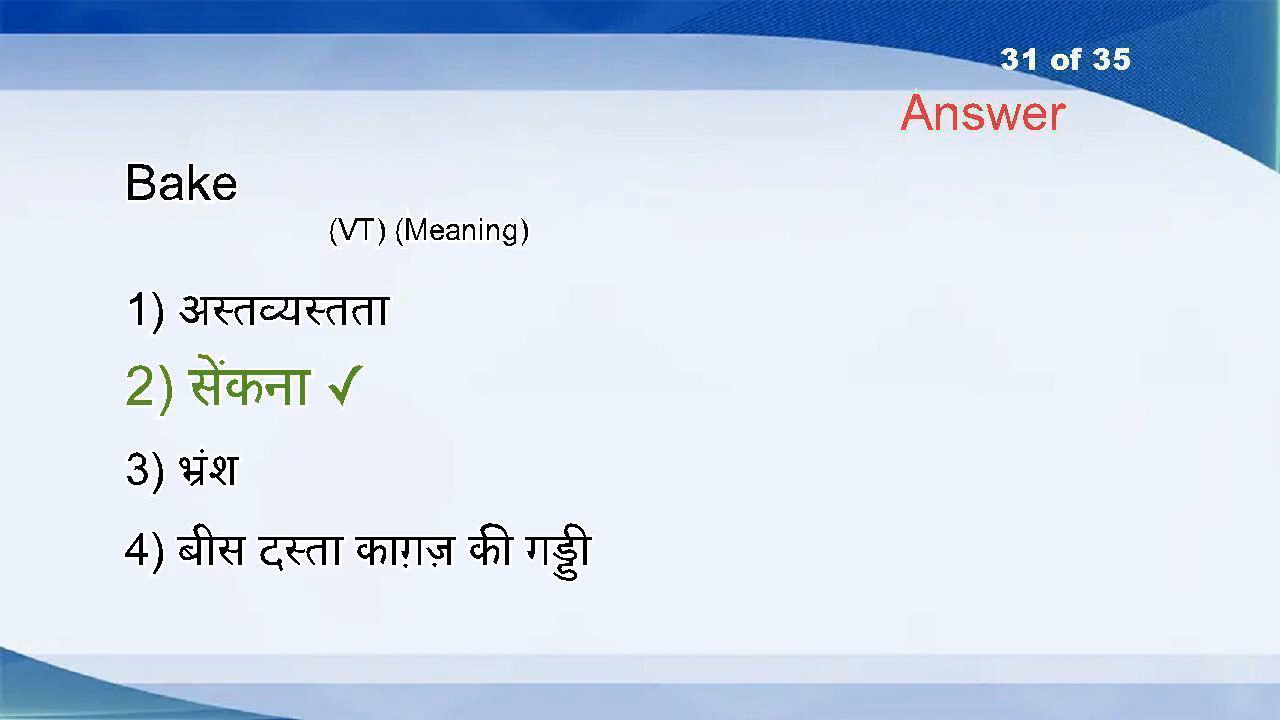 31 of 35
Answer
Bake
(VT) (Meaning)
1) अस्तव्यस्तता
2) सेंकना ✓
3) भ्रंश
4) बीस दस्ता काग़ज़ की गड्डी